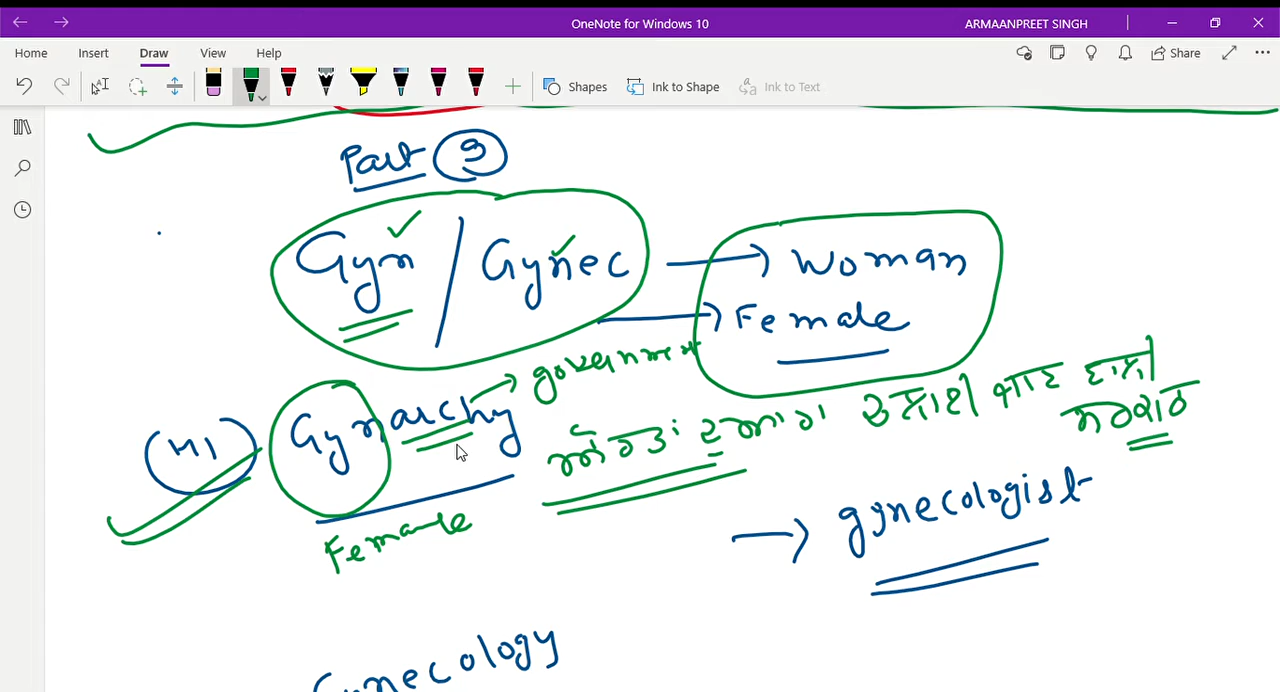 OneNote for Windows 10
ARMAANPREET SINGH
Home Insert Draw View Help
Share
Shapes Ink to Shape Ink to Text
Part 9
Gyn / Gynec → Woman
→ Female
(41) Gynarchy → government
ਔਰਤਾਂ ਦੁਆਰਾ ਚਲਾਈ ਜਾਣ ਵਾਲੀ
ਸਰਕਾਰ
Female
→ gynecologist
Gynecology